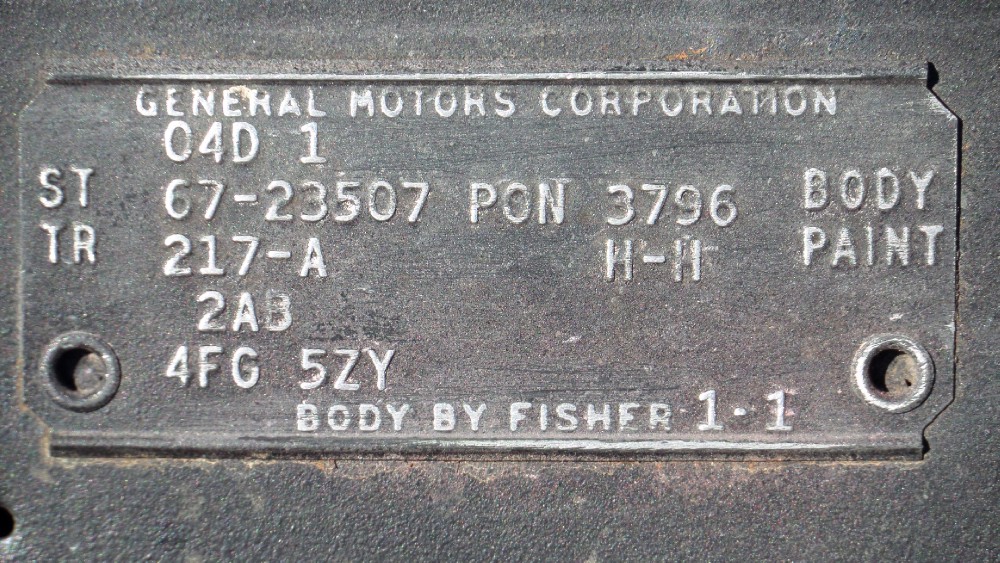 GENERAL MOTORS CORPORATION
04D 1
ST 67-23507 PON 3796 BODY
TR 217-A H-H PAINT
2AB
4FG 5ZY
BODY BY FISHER 1-1